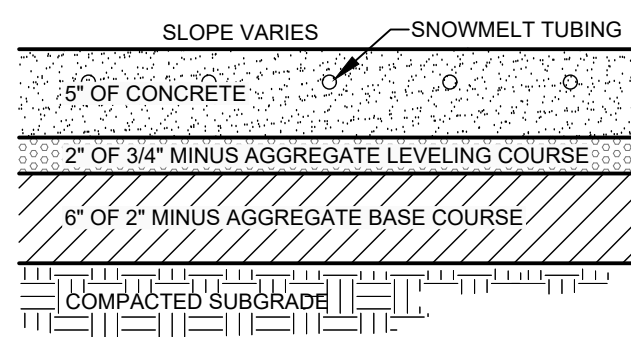 SLOPE VARIES
SNOWMELT TUBING
5" OF CONCRETE
2" OF 3/4" MINUS AGGREGATE LEVELING COURSE
6" OF 2" MINUS AGGREGATE BASE COURSE
COMPACTED SUBGRADE